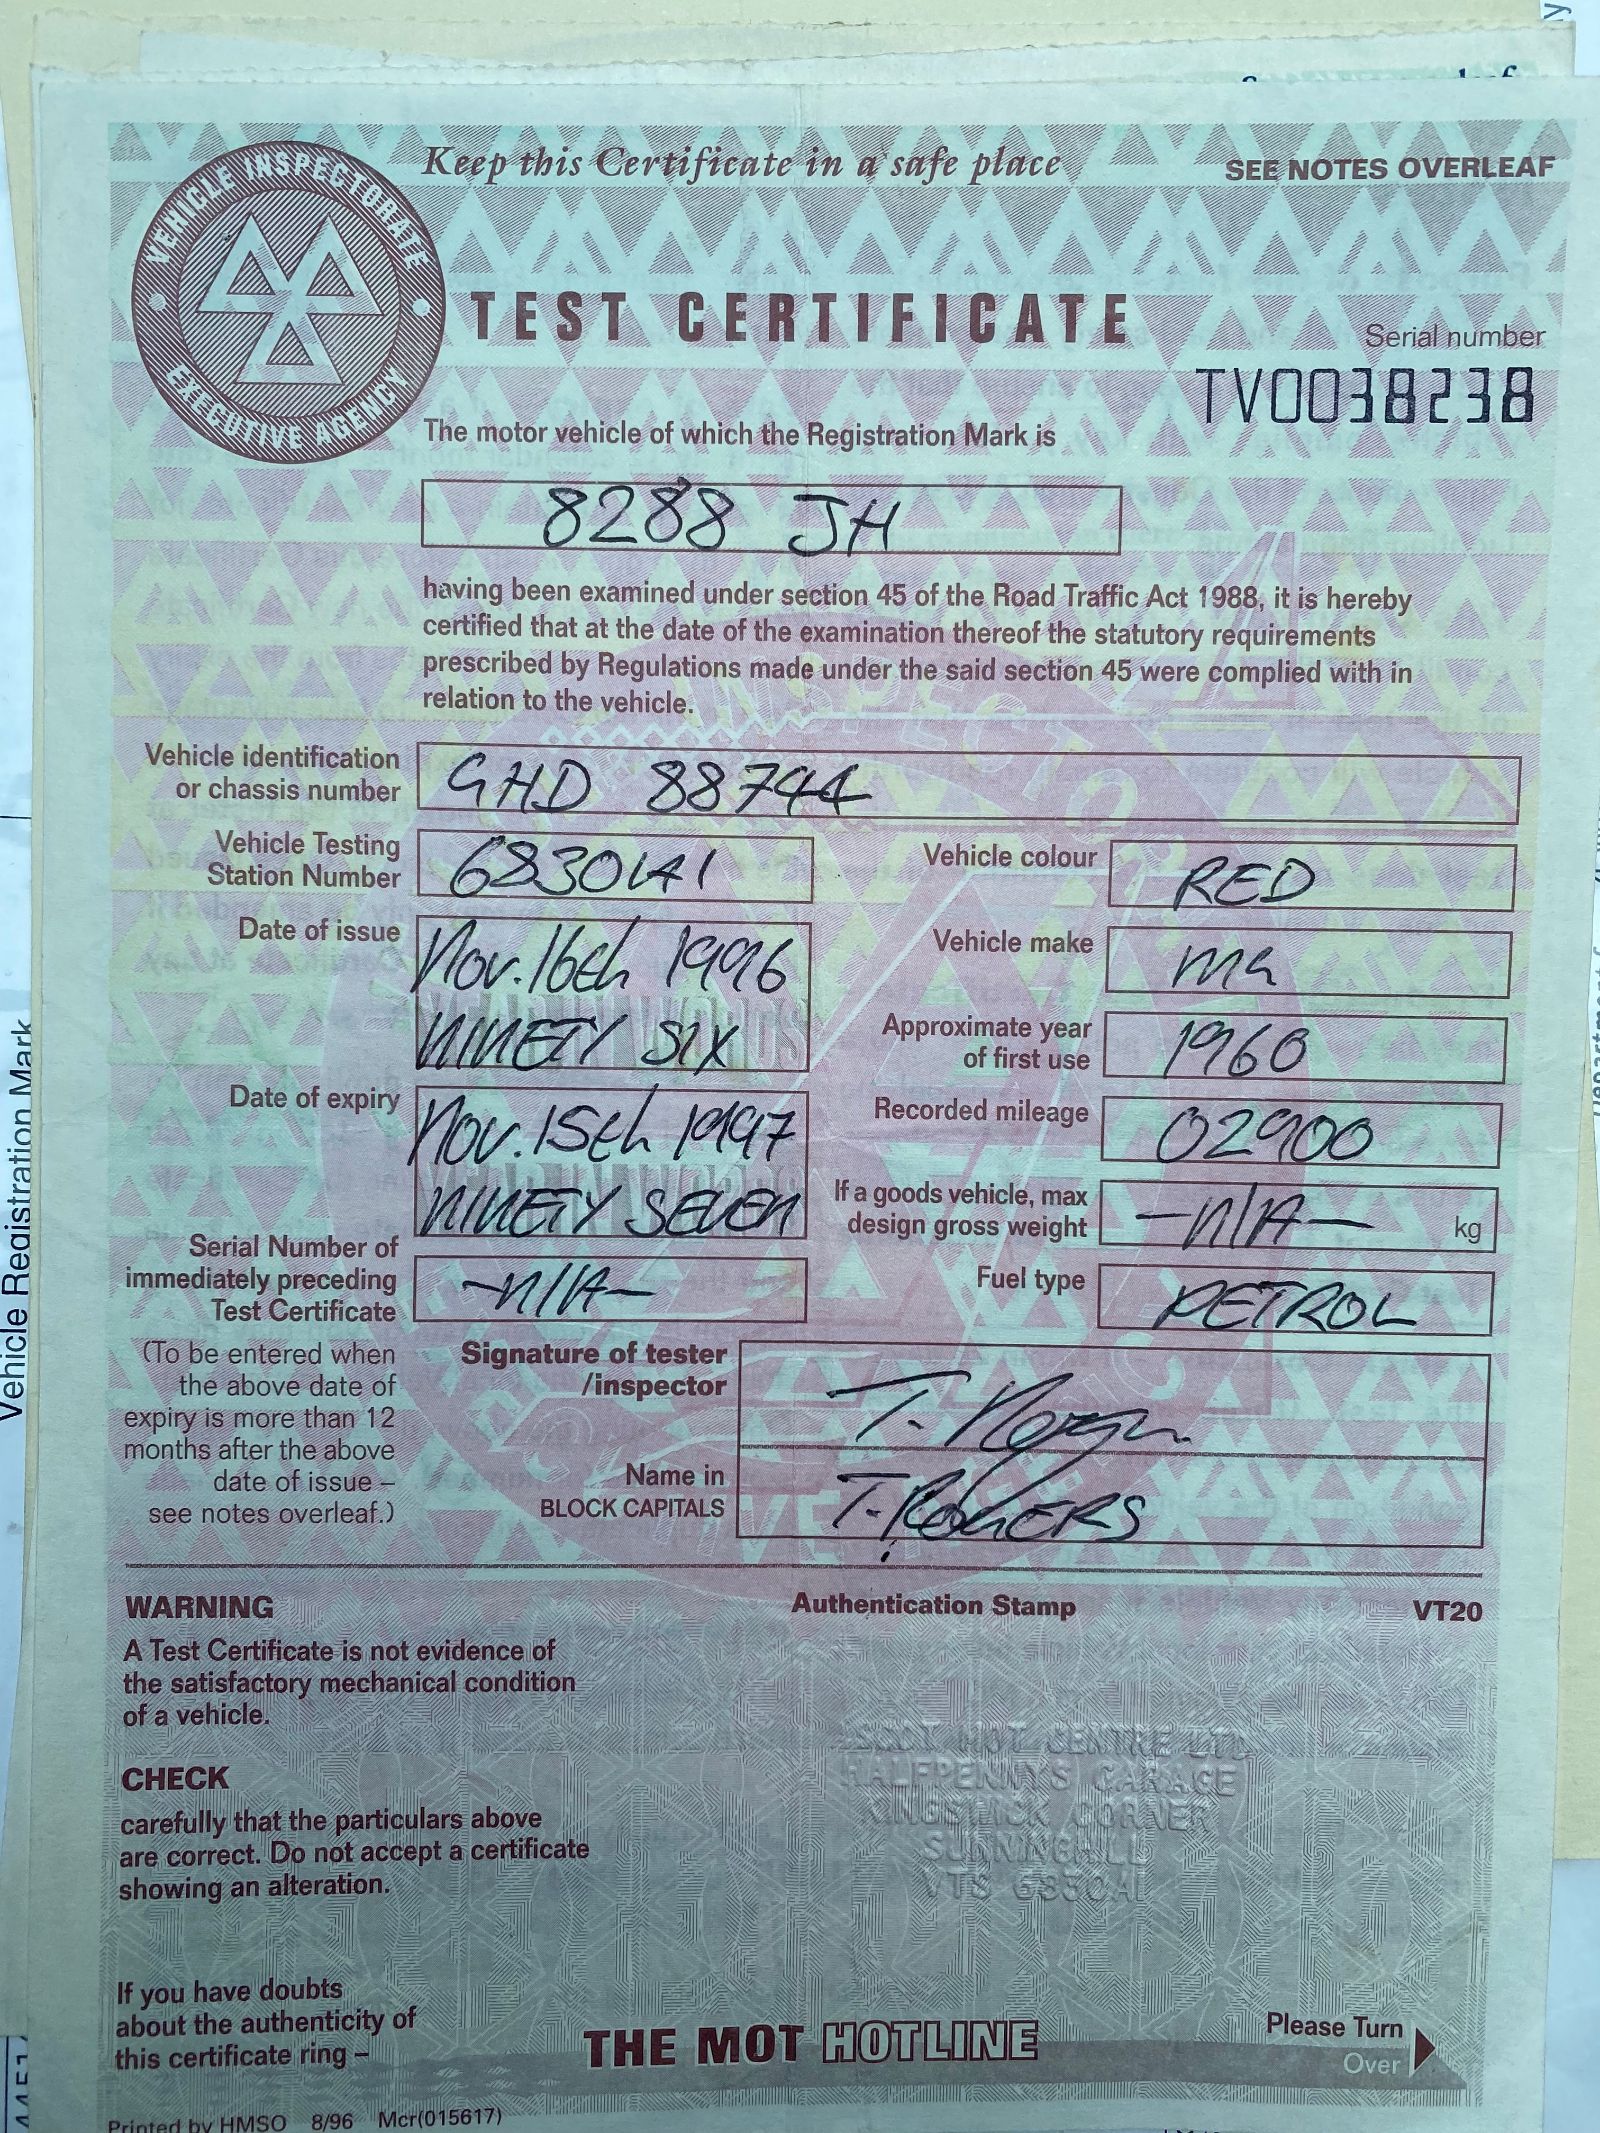 Keep this Certificate in a safe place
SEE NOTES OVERLEAF
VEHICLE INSPECTORATE
EXECUTIVE AGENCY
TEST CERTIFICATE
Serial number
TV0038238
The motor vehicle of which the Registration Mark is
8288 JH
having been examined under section 45 of the Road Traffic Act 1988, it is hereby
certified that at the date of the examination thereof the statutory requirements
prescribed by Regulations made under the said section 45 were complied with in
relation to the vehicle.
Vehicle identification
or chassis number
GHD 88744
Vehicle Testing
Station Number
Vehicle colour
RED
Date of issue
Nov. 16th 1996
NINETY SIX
Vehicle make
MG
Approximate year
of first use
1960
Date of expiry
Nov. 15th 1997
NINETY SEVEN
Recorded mileage
02900
If a goods vehicle, max
design gross weight
-N/A-
kg
Serial Number of
immediately preceding
Test Certificate
-N/A-
Fuel type
PETROL
(To be entered when
the above date of
expiry is more than 12
months after the above
date of issue –
see notes overleaf.)
Signature of tester
/inspector
Name in
BLOCK CAPITALS
T. ROGERS
WARNING
Authentication Stamp
VT20
A Test Certificate is not evidence of
the satisfactory mechanical condition
of a vehicle.
MOT CENTRE LTD
HALFPENNYS GARAGE
CORNER
SUNNINGHILL
VTS
CHECK
carefully that the particulars above
are correct. Do not accept a certificate
showing an alteration.
If you have doubts
about the authenticity of
this certificate ring –
THE MOT HOTLINE
Please Turn
Over
Printed by HMSO 8/96 Mcr(015617)
Vehicle Registration Mark